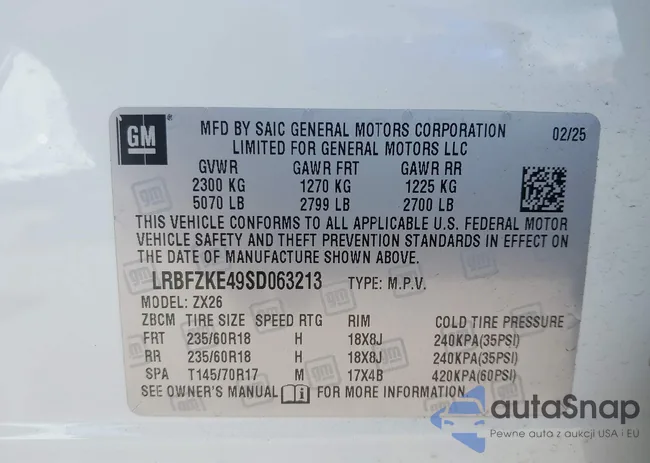 GM
MFD BY SAIC GENERAL MOTORS CORPORATION 02/25
LIMITED FOR GENERAL MOTORS LLC
GVWR GAWR FRT GAWR RR
2300 KG 1270 KG 1225 KG
5070 LB 2799 LB 2700 LB
THIS VEHICLE CONFORMS TO ALL APPLICABLE U.S. FEDERAL MOTOR
VEHICLE SAFETY AND THEFT PREVENTION STANDARDS IN EFFECT ON
THE DATE OF MANUFACTURE SHOWN ABOVE.
LRBFZKE49SD063213 TYPE: M.P.V.
MODEL: ZX26
ZBCM TIRE SIZE SPEED RTG RIM COLD TIRE PRESSURE
FRT 235/60R18 H 18X8J 240KPA(35PSI)
RR 235/60R18 H 18X8J 240KPA(35PSI)
SPA T145/70R17 M 17X4B 420KPA(60PSI)
SEE OWNER'S MANUAL FOR MORE INFORMATION
autaSnap
Pewne auta z aukcji USA i EU